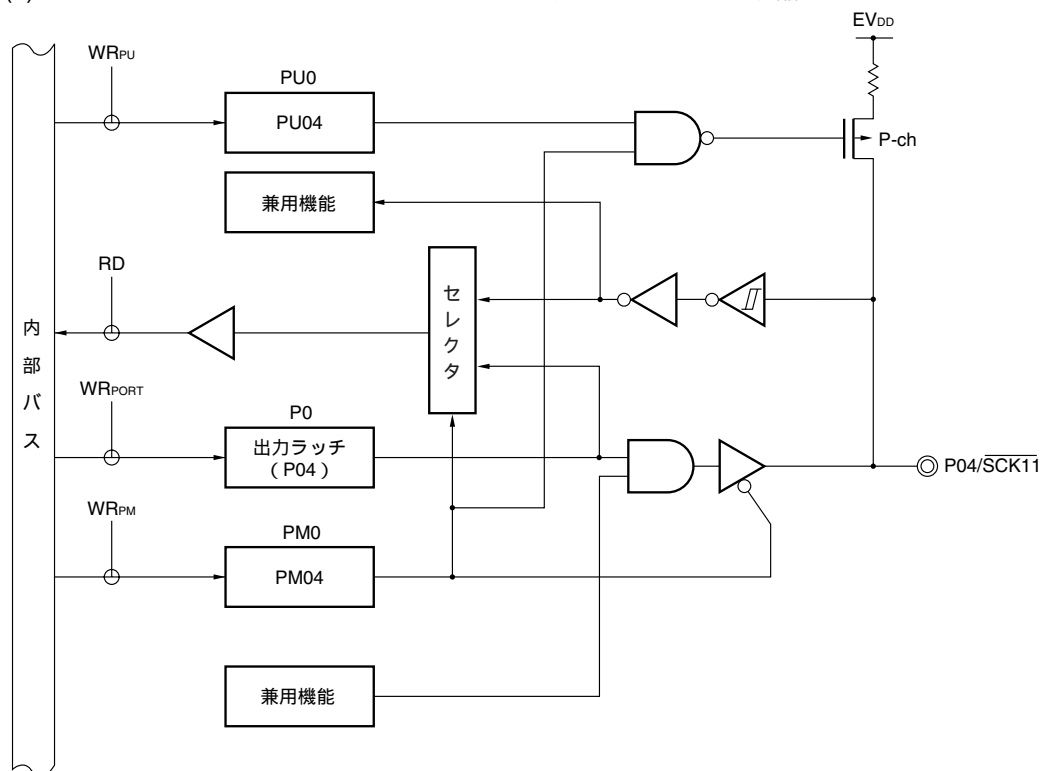 EVDD
WRPU
PU0
PU04
P-ch
兼用機能
RD
セレクタ
内部バス
WRPORT
P0
出力ラッチ
(P04)
P04/SCK11
WRPM
PM0
PM04
兼用機能